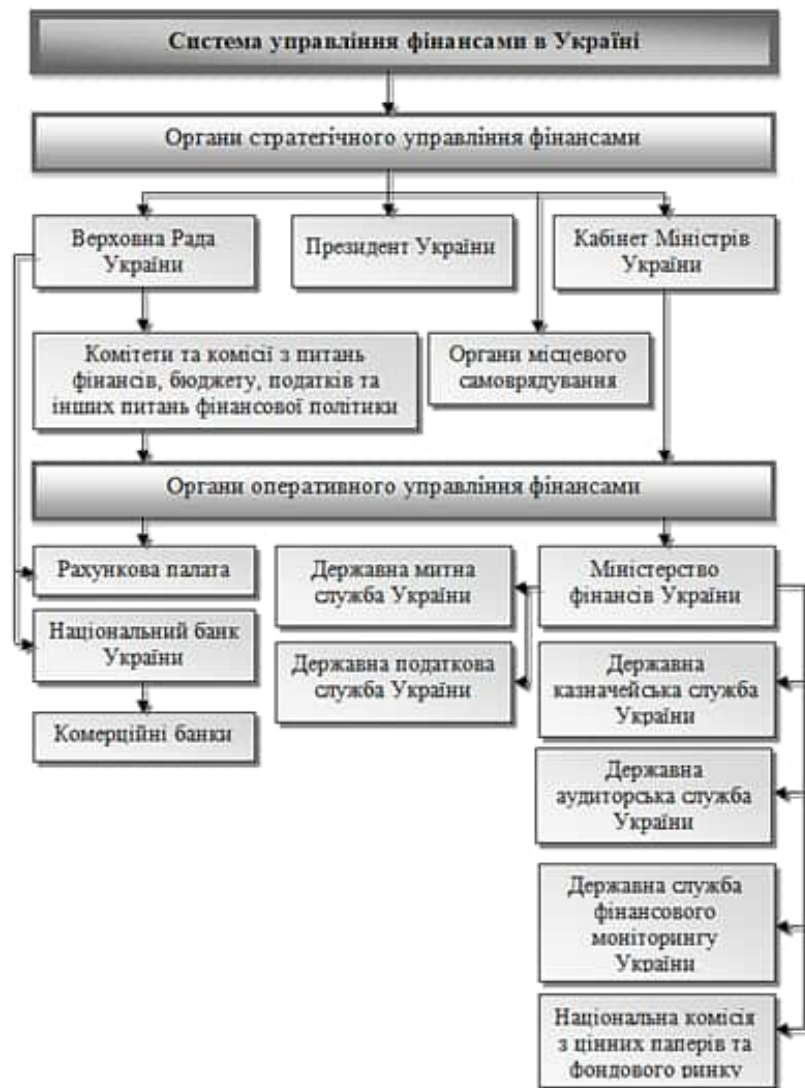 Система управління фінансами в Україні
Органи стратегічного управління фінансами
Верховна Рада
України
Президент України
Кабінет Міністрів
України
Комітети та комісії з питань
фінансів, бюджету, податків та
інших питань фінансової політики
Органи місцевого
самоврядування
Органи оперативного управління фінансами
Рахункова палата
Державна митна
служба України
Міністерство
фінансів України
Національний банк
України
Державна податкова
служба України
Державна
казначейська служба
України
Комерційні банки
Державна
аудиторська служба
України
Державна служба
фінансового
моніторингу
України
Національна комісія
з цінних паперів та
фондового ринку